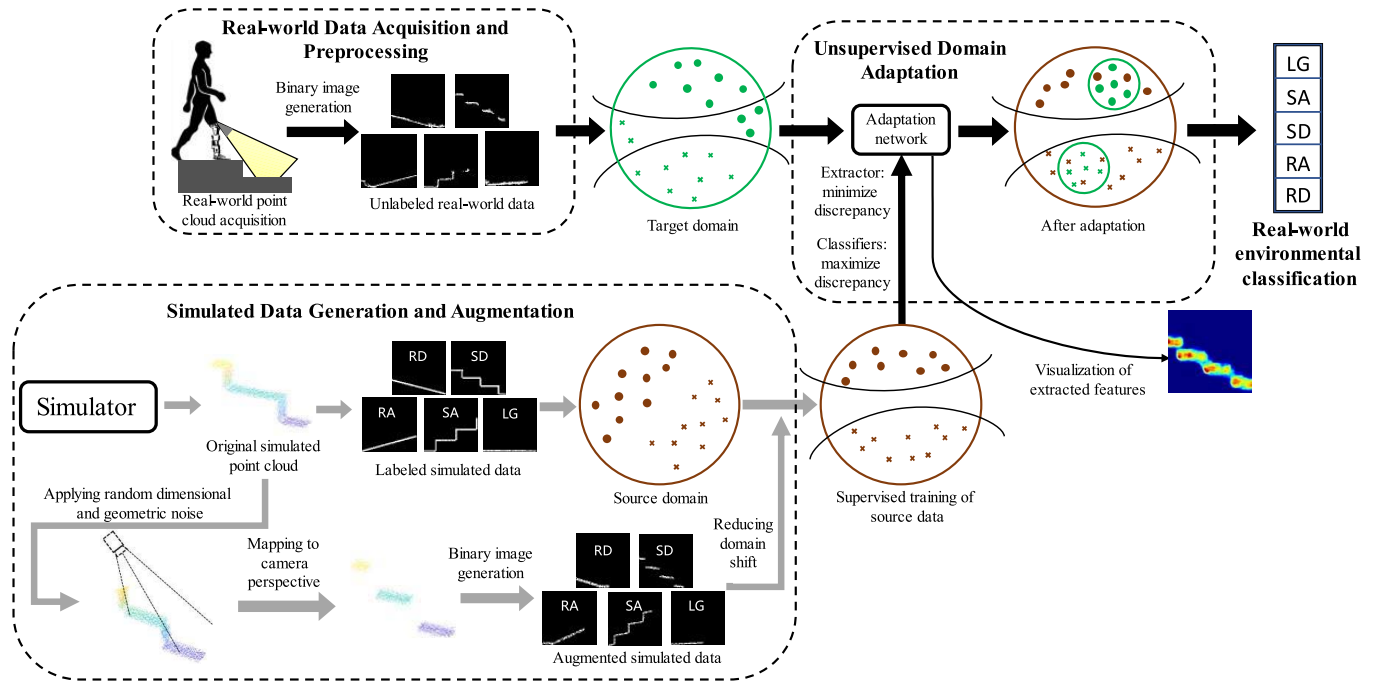 Real-world Data Acquisition and
Preprocessing
Binary image
generation
Real-world point
cloud acquisition
Unlabeled real-world data
Target domain
Unsupervised Domain
Adaptation
Adaptation
network
Extractor:
minimize
discrepancy
Classifiers:
maximize
discrepancy
After adaptation
LG
SA
SD
RA
RD
Real-world
environmental
classification
Simulated Data Generation and Augmentation
Simulator
Original simulated
point cloud
RD
SD
RA
SA
LG
Labeled simulated data
Source domain
Supervised training of
source data
Visualization of
extracted features
Applying random dimensional
and geometric noise
Mapping to
camera
perspective
Binary image
generation
RD
SD
RA
SA
LG
Augmented simulated data
Reducing
domain
shift